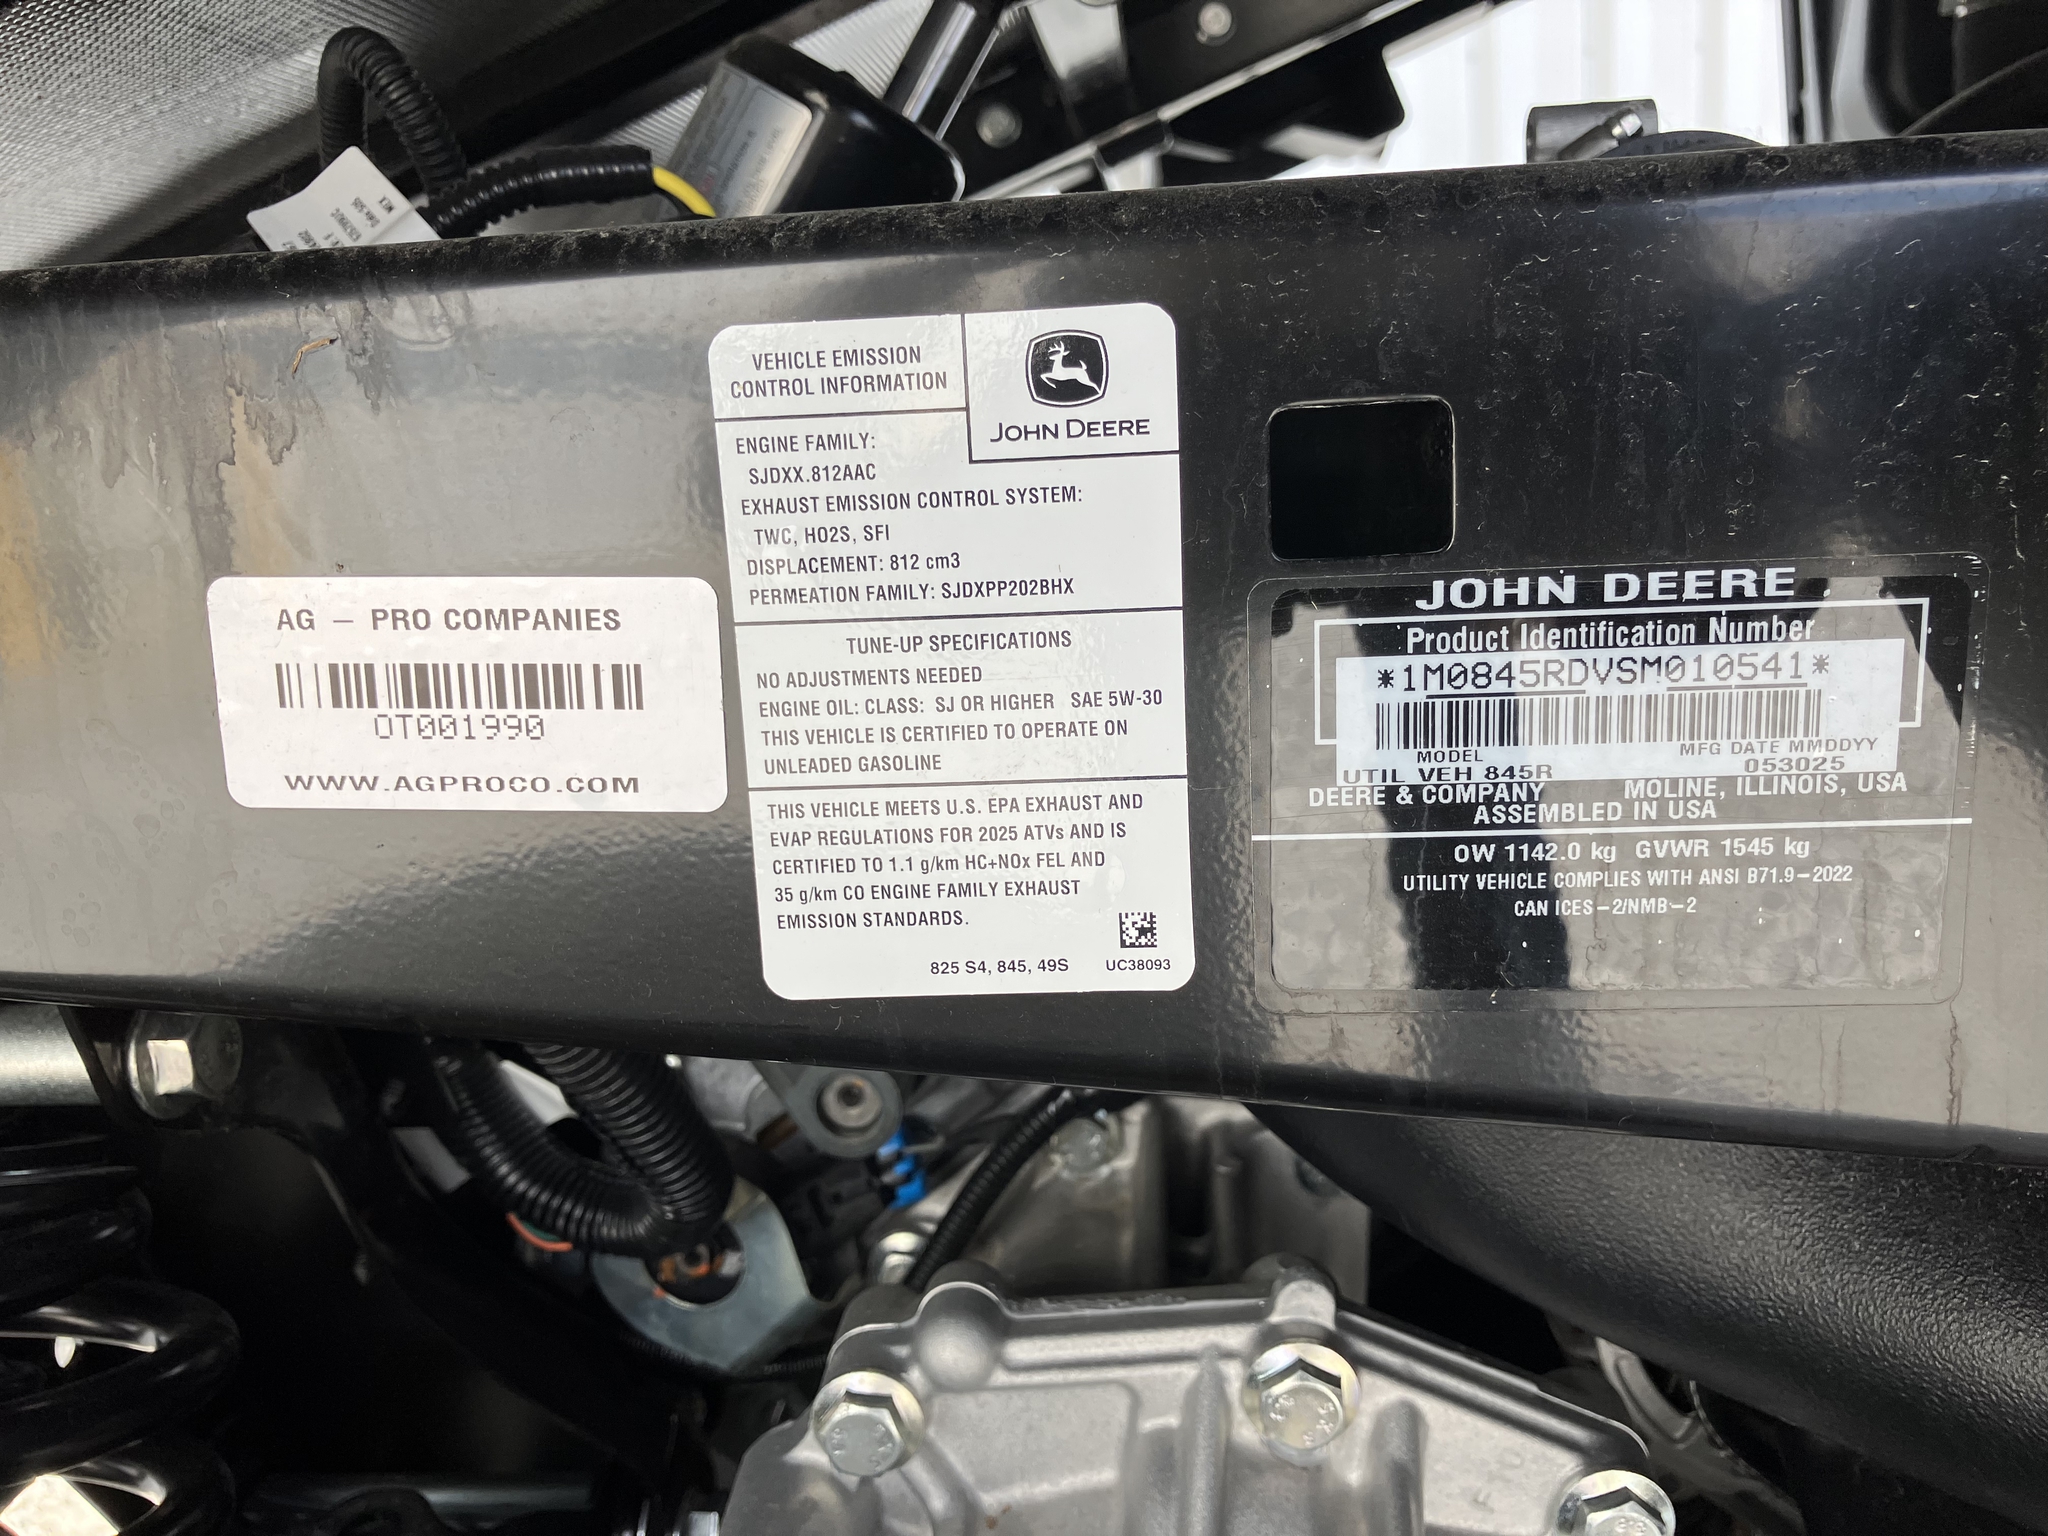 AG – PRO COMPANIES
OT001990
WWW.AGPROCO.COM
VEHICLE EMISSION
CONTROL INFORMATION
JOHN DEERE
ENGINE FAMILY:
SJDXX.812AAC
EXHAUST EMISSION CONTROL SYSTEM:
TWC, HO2S, SFI
DISPLACEMENT: 812 cm3
PERMEATION FAMILY: SJDXPP202BHX
TUNE-UP SPECIFICATIONS
NO ADJUSTMENTS NEEDED
ENGINE OIL: CLASS: SJ OR HIGHER SAE 5W-30
THIS VEHICLE IS CERTIFIED TO OPERATE ON
UNLEADED GASOLINE
THIS VEHICLE MEETS U.S. EPA EXHAUST AND
EVAP REGULATIONS FOR 2025 ATVs AND IS
CERTIFIED TO 1.1 g/km HC+NOx FEL AND
35 g/km CO ENGINE FAMILY EXHAUST
EMISSION STANDARDS.
825 S4, 845, 49S UC38093
JOHN DEERE
Product Identification Number
*1M0845RDVSM010541*
MODEL MFG DATE MMDDYY
UTIL VEH 845R 053025
DEERE & COMPANY MOLINE, ILLINOIS, USA
ASSEMBLED IN USA
OW 1142.0 kg GVWR 1545 kg
UTILITY VEHICLE COMPLIES WITH ANSI B71.9–2022
CAN ICES–2/NMB–2